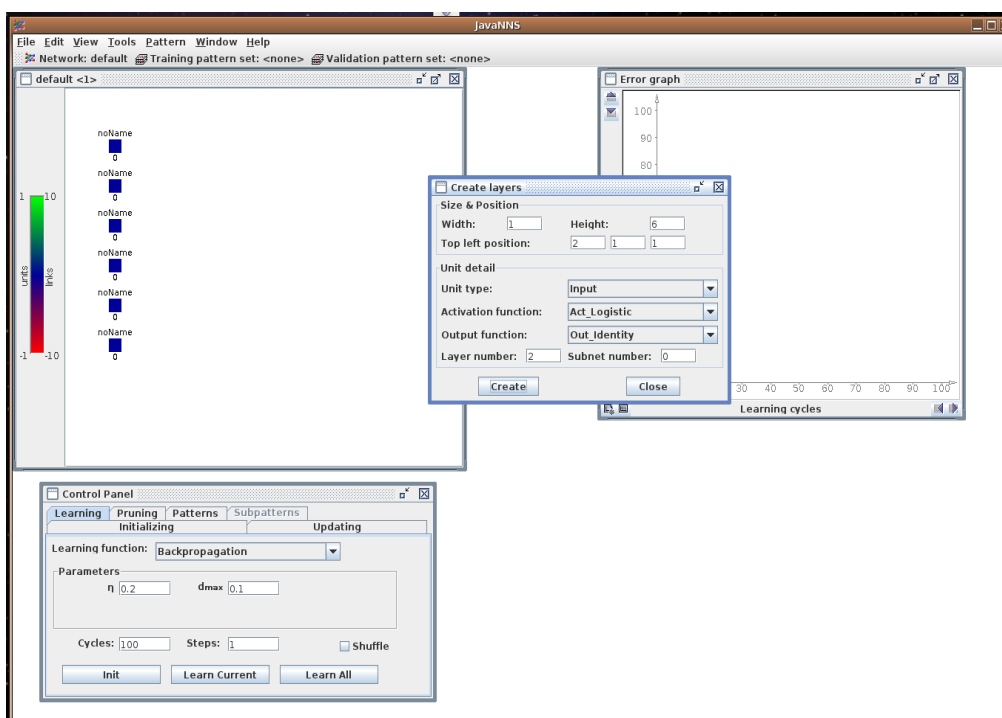 JavaNNS
File Edit View Tools Pattern Window Help
Network: default Training pattern set: <none> Validation pattern set: <none>
default <1>
noName
0
noName
0
noName
0
noName
0
noName
0
noName
0
1 10
units
links
-1 -10
Error graph
100
90
80
30 40 50 60 70 80 90 100
Learning cycles
Create layers
Size & Position
Width: 1 Height: 6
Top left position: 2 1 1
Unit detail
Unit type: Input
Activation function: Act_Logistic
Output function: Out_Identity
Layer number: 2 Subnet number: 0
Create Close
Control Panel
Learning Pruning Patterns Subpatterns
Initializing Updating
Learning function: Backpropagation
Parameters
η 0.2 dmax 0.1
Cycles: 100 Steps: 1 Shuffle
Init Learn Current Learn All